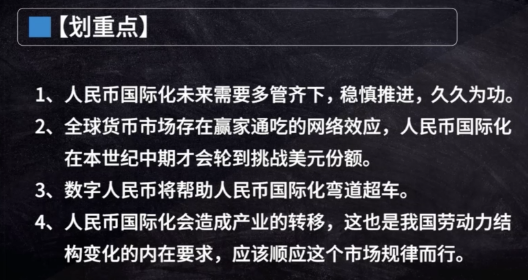 【划重点】
1、人民币国际化未来需要多管齐下，稳慎推进，久久为功。
2、全球货币市场存在赢家通吃的网络效应，人民币国际化
在本世纪中期才会轮到挑战美元份额。
3、数字人民币将帮助人民币国际化弯道超车。
4、人民币国际化会造成产业的转移，这也是我国劳动力结
构变化的内在要求，应该顺应这个市场规律而行。